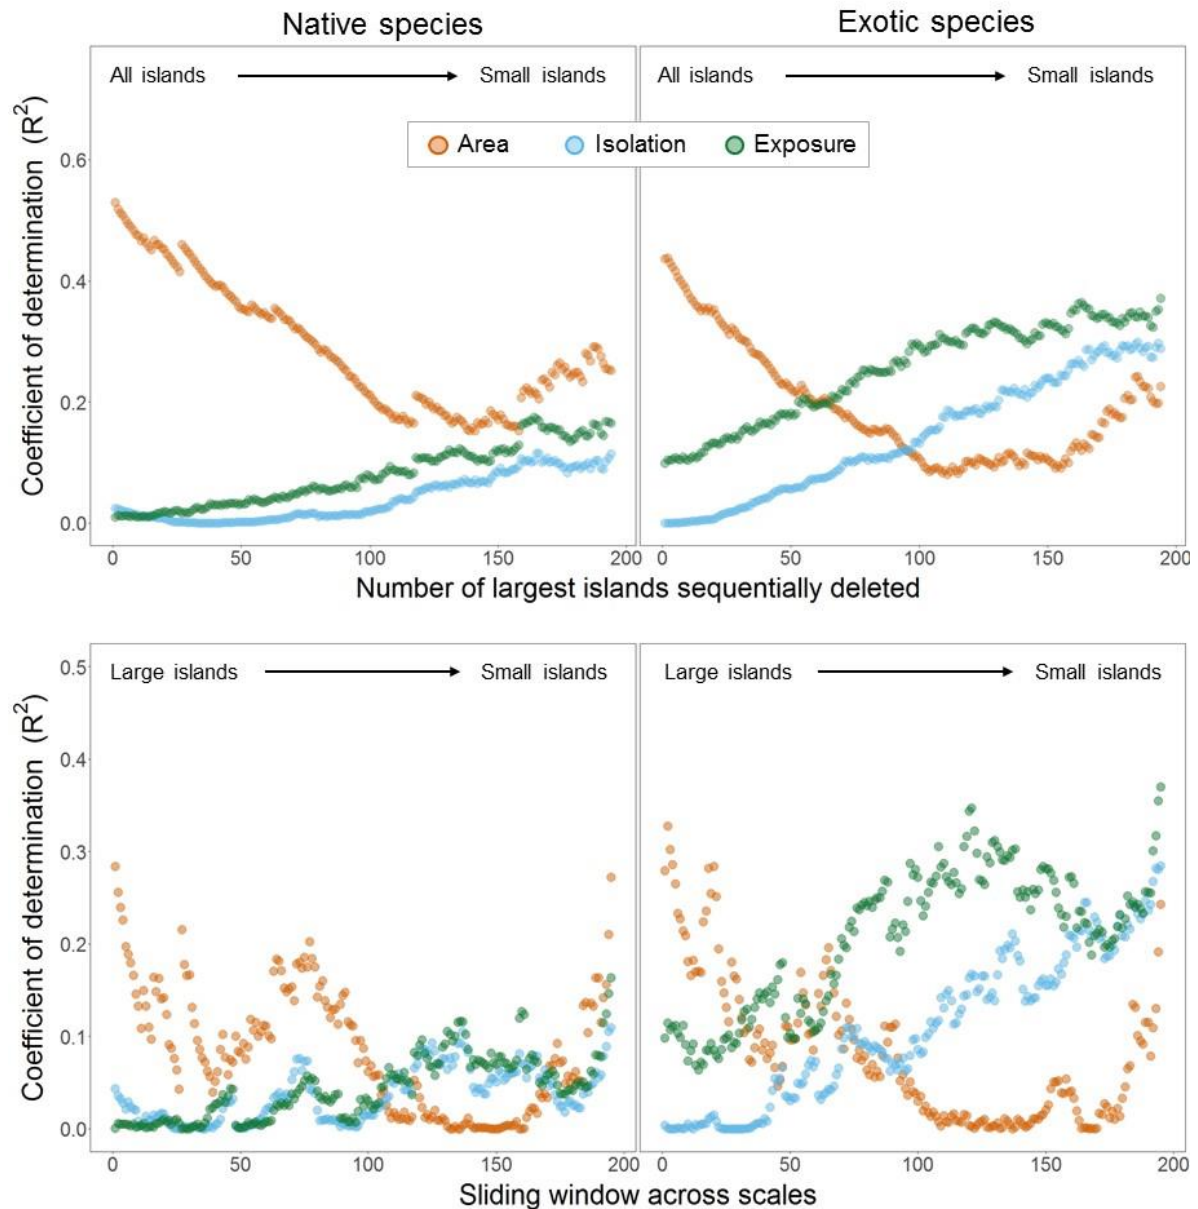 Native species
Exotic species
All islands
Small islands
All islands
Small islands
Area
Isolation
Exposure
Coefficient of determination (R²)
0.6
0.4
0.2
0.0
0
50
100
150
200
0
50
100
150
200
Number of largest islands sequentially deleted
Large islands
Small islands
Large islands
Small islands
Coefficient of determination (R²)
0.5
0.4
0.3
0.2
0.1
0.0
0
50
100
150
200
0
50
100
150
200
Sliding window across scales